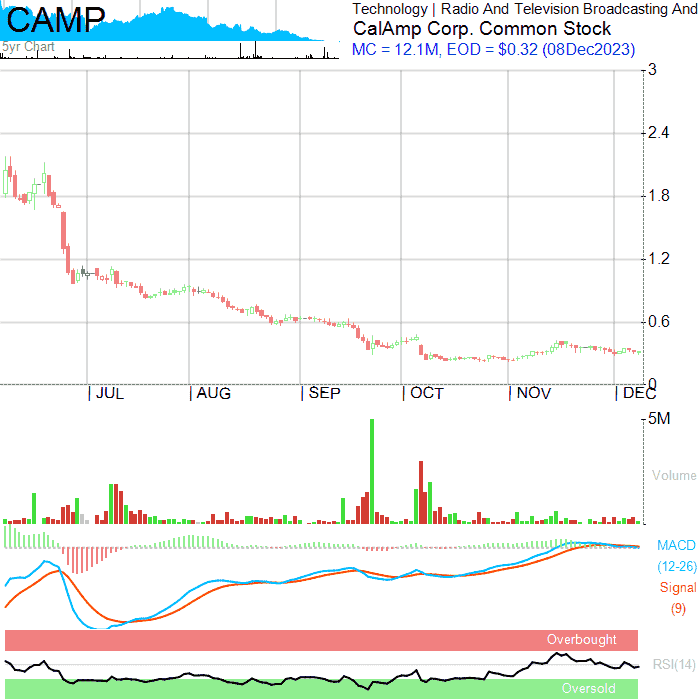 CAMP
5yr Chart
Technology | Radio And Television Broadcasting And
CalAmp Corp. Common Stock
MC = 12.1M, EOD = $0.32 (08Dec2023)
3
2.4
1.8
1.2
0.6
0
JUL
AUG
SEP
OCT
NOV
DEC
5M
Volume
MACD
(12-26)
Signal
(9)
Overbought
RSI(14)
Oversold